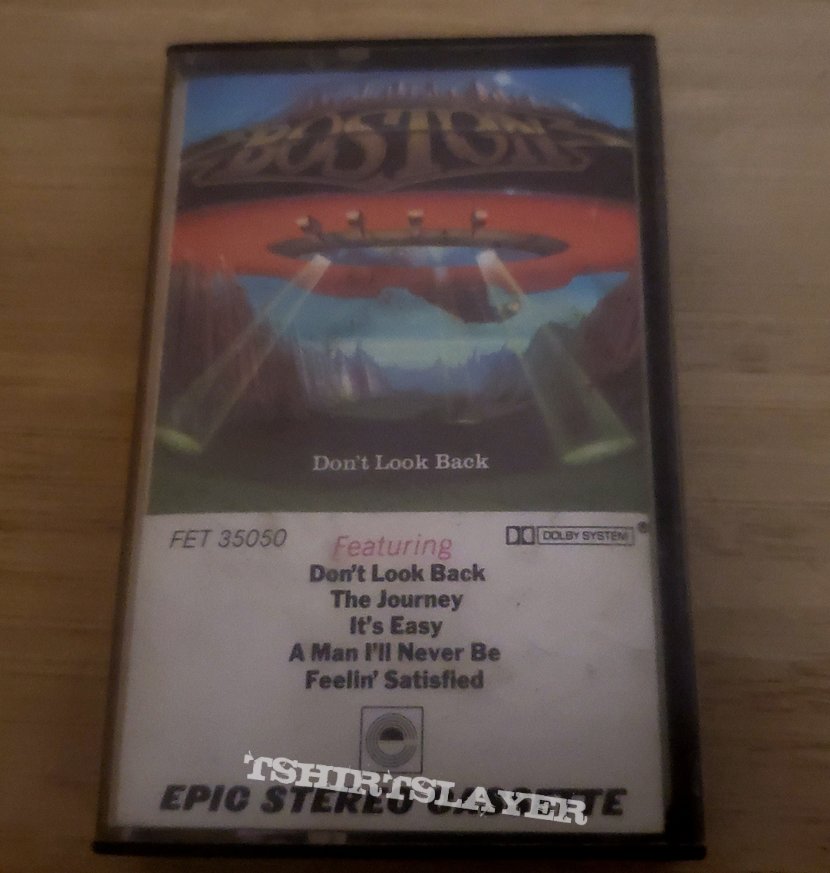 BOSTON
Don't Look Back
FET 35050
DOLBY SYSTEM ®
Featuring
Don't Look Back
The Journey
It's Easy
A Man I'll Never Be
Feelin' Satisfied
e
TSHIRTSLAYER
EPIC STEREO CASSETTE